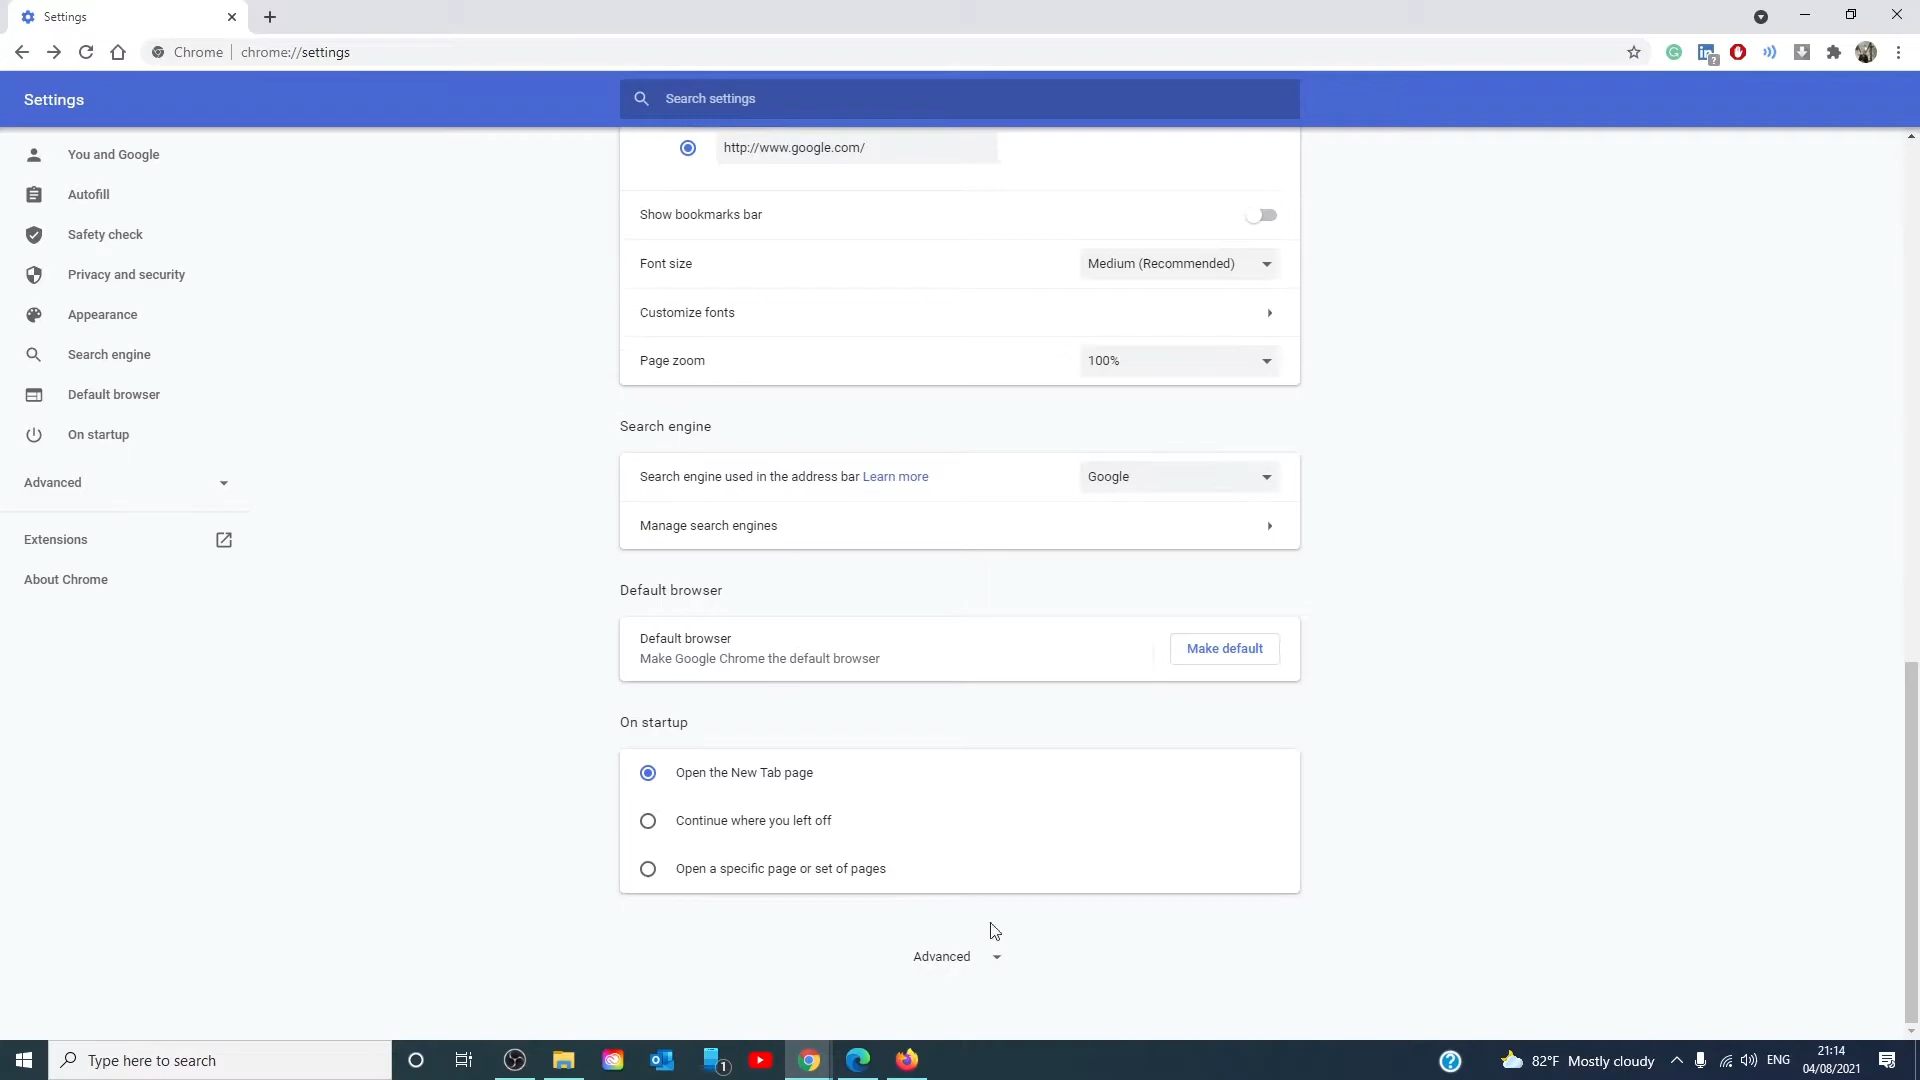 Settings
Chrome
chrome://settings
?
Settings
Search settings
You and Google
Autofill
Safety check
Privacy and security
Appearance
Search engine
Default browser
On startup
Advanced
Extensions
About Chrome
http://www.google.com/
Show bookmarks bar
Font size
Medium (Recommended)
Customize fonts
Page zoom
100%
Search engine
Search engine used in the address bar Learn more
Google
Manage search engines
Default browser
Default browser
Make Google Chrome the default browser
Make default
On startup
Open the New Tab page
Continue where you left off
Open a specific page or set of pages
Advanced
Type here to search
1
?
82°F Mostly cloudy
ENG
21:14
04/08/2021